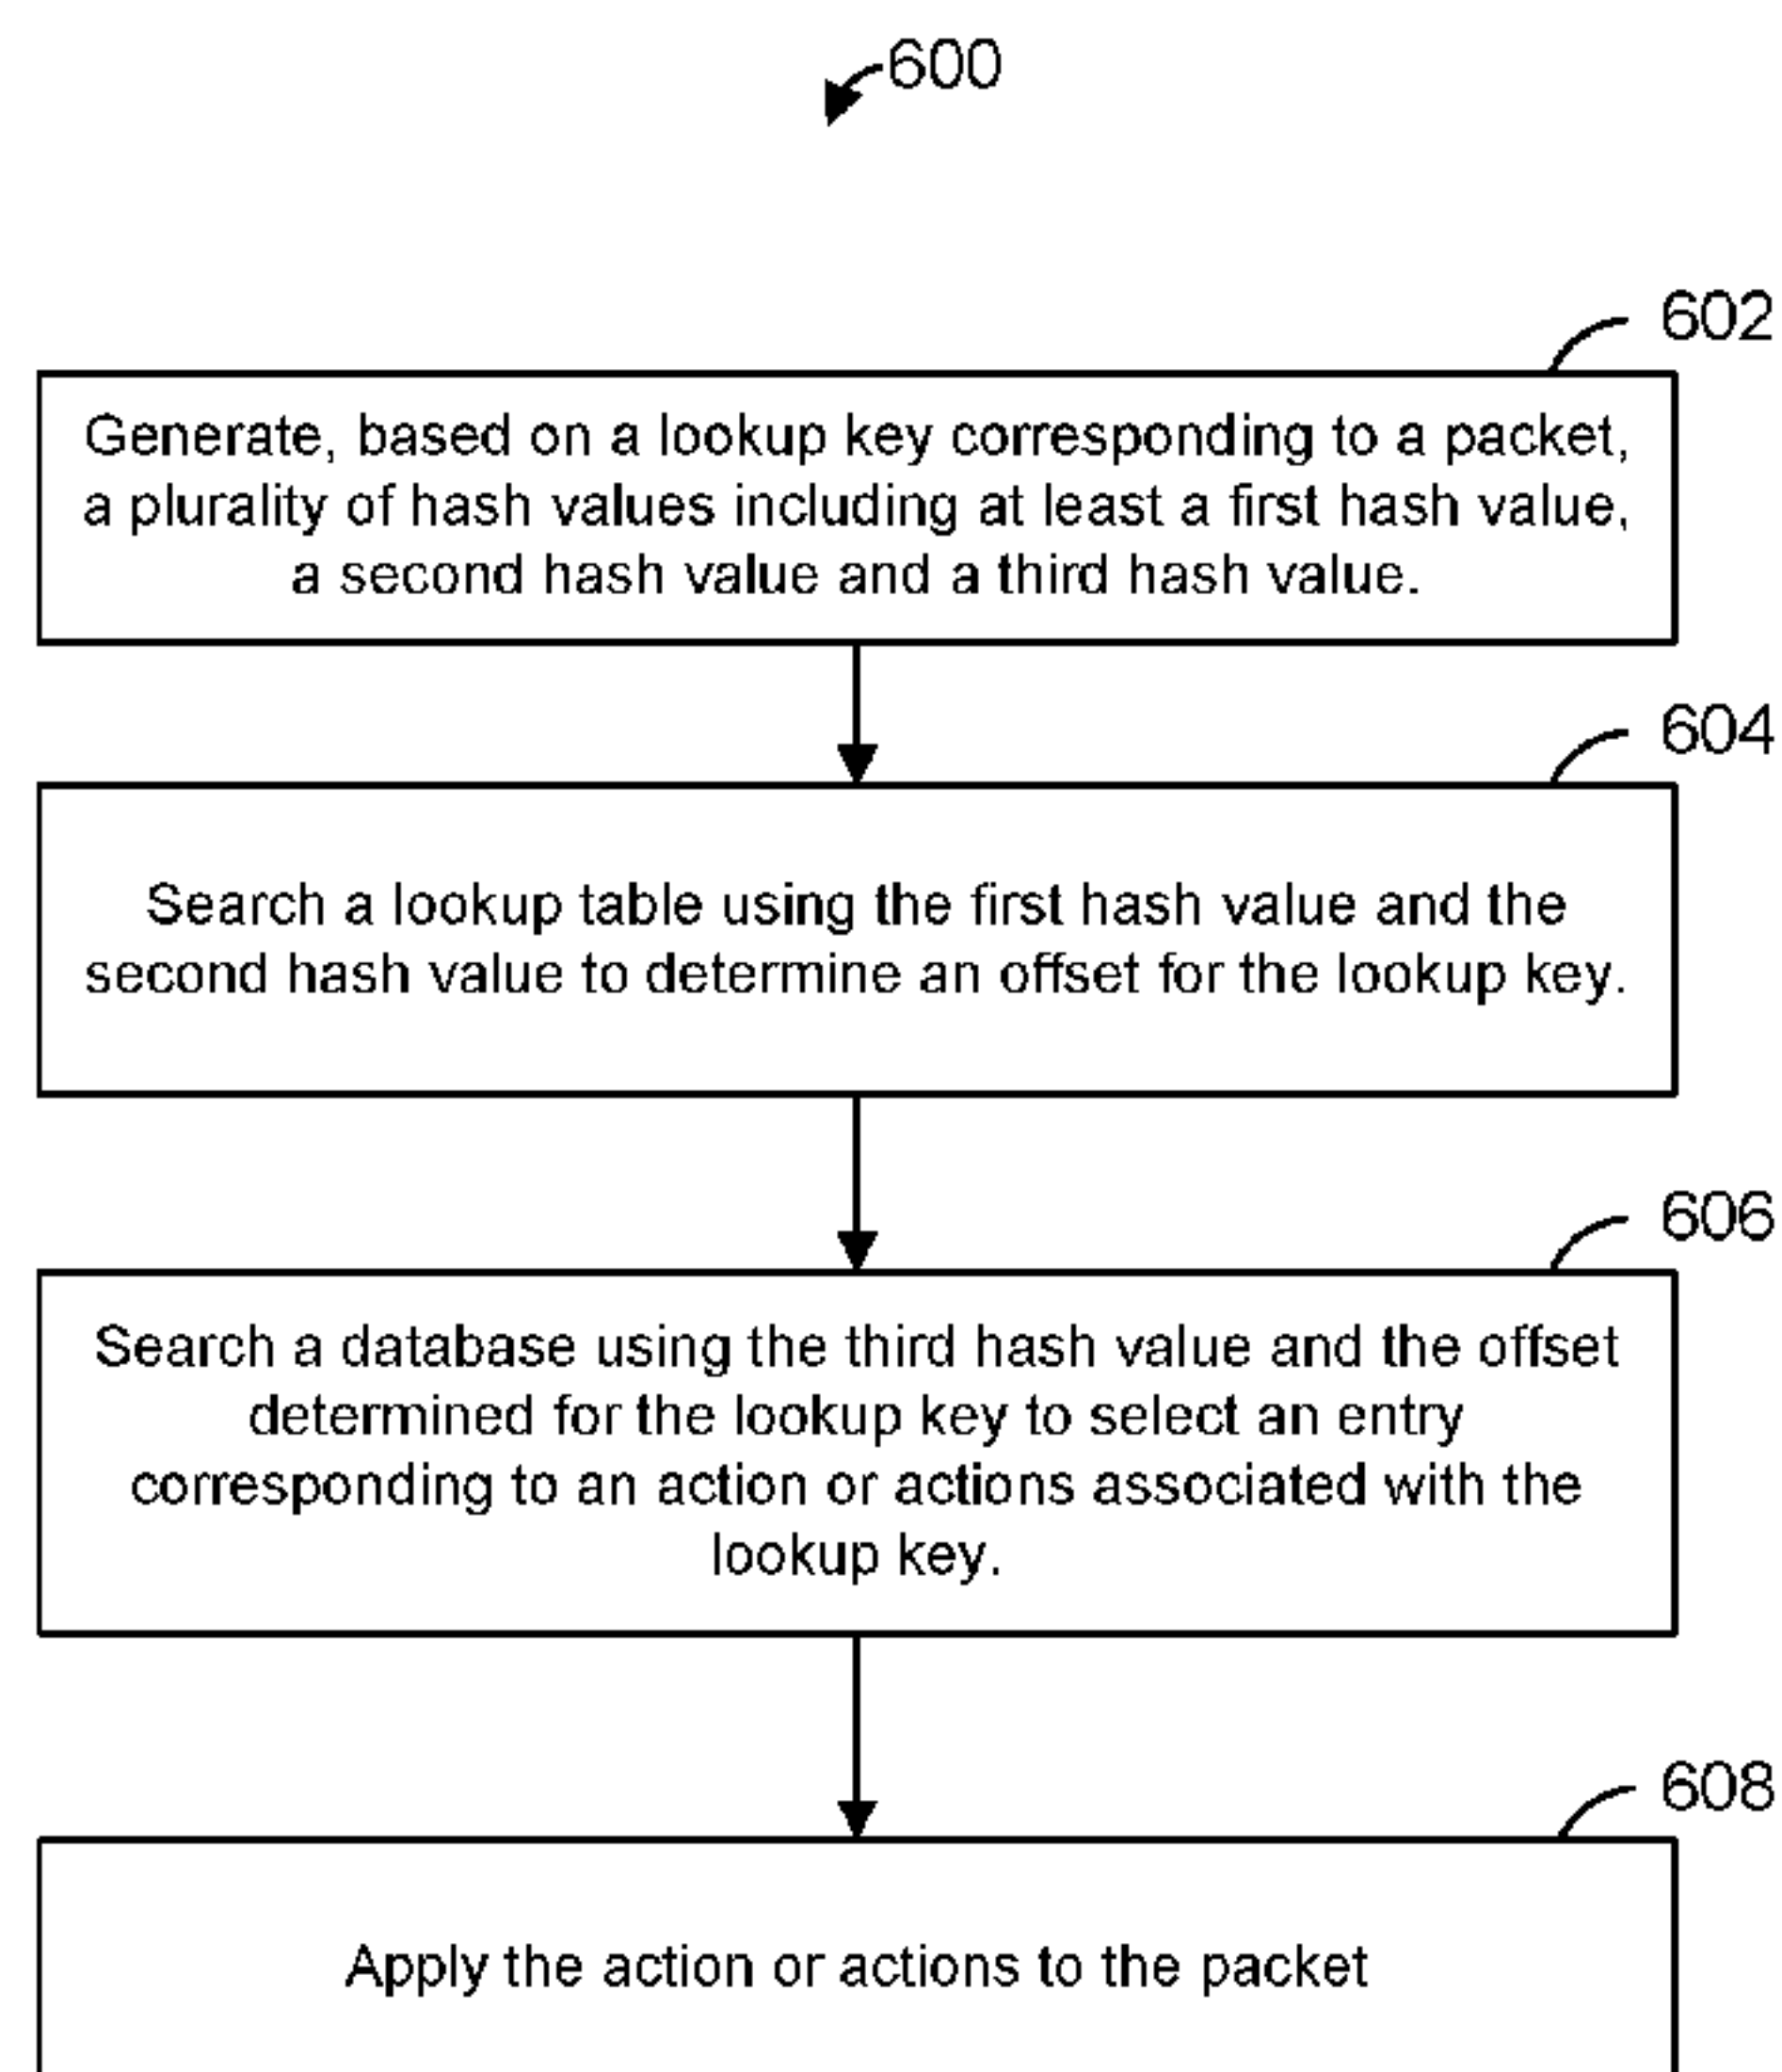 600
602
Generate, based on a lookup key corresponding to a packet,
a plurality of hash values including at least a first hash value,
a second hash value and a third hash value.
604
Search a lookup table using the first hash value and the
second hash value to determine an offset for the lookup key.
606
Search a database using the third hash value and the offset
determined for the lookup key to select an entry
corresponding to an action or actions associated with the
lookup key.
608
Apply the action or actions to the packet